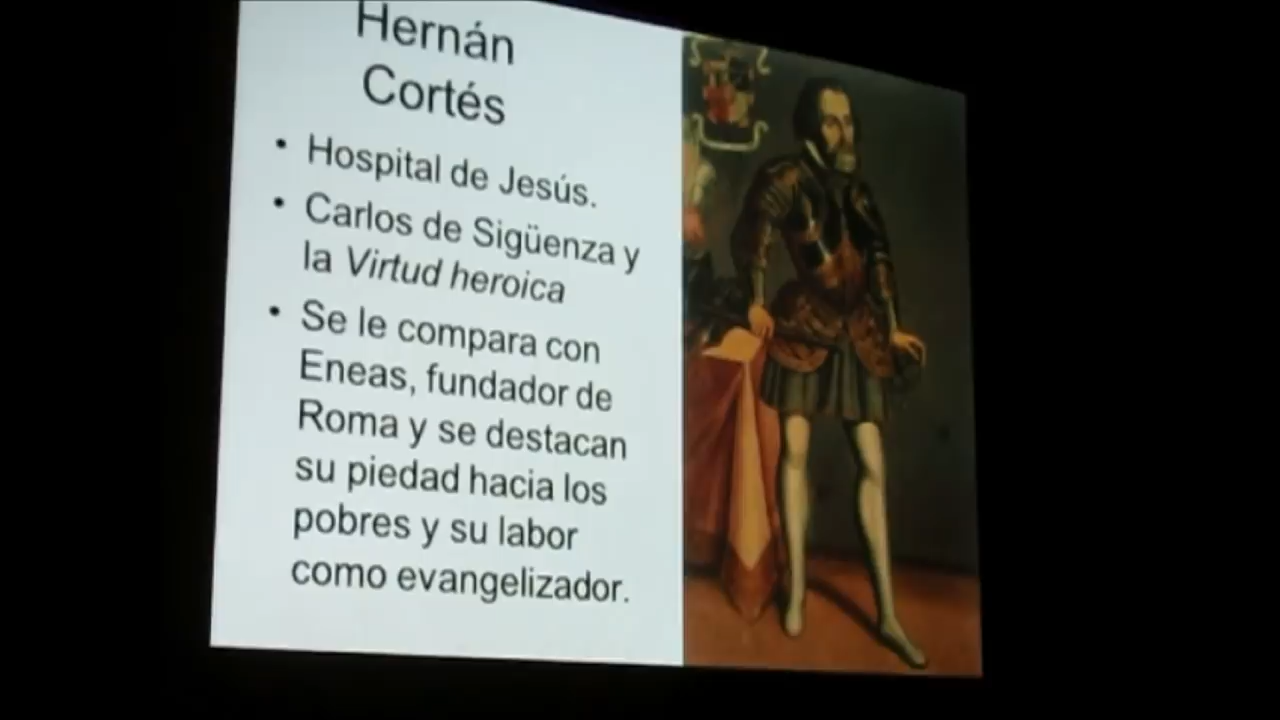 Hernán
Cortés
• Hospital de Jesús.
• Carlos de Sigüenza y
la Virtud heroica
• Se le compara con
Eneas, fundador de
Roma y se destacan
su piedad hacia los
pobres y su labor
como evangelizador.